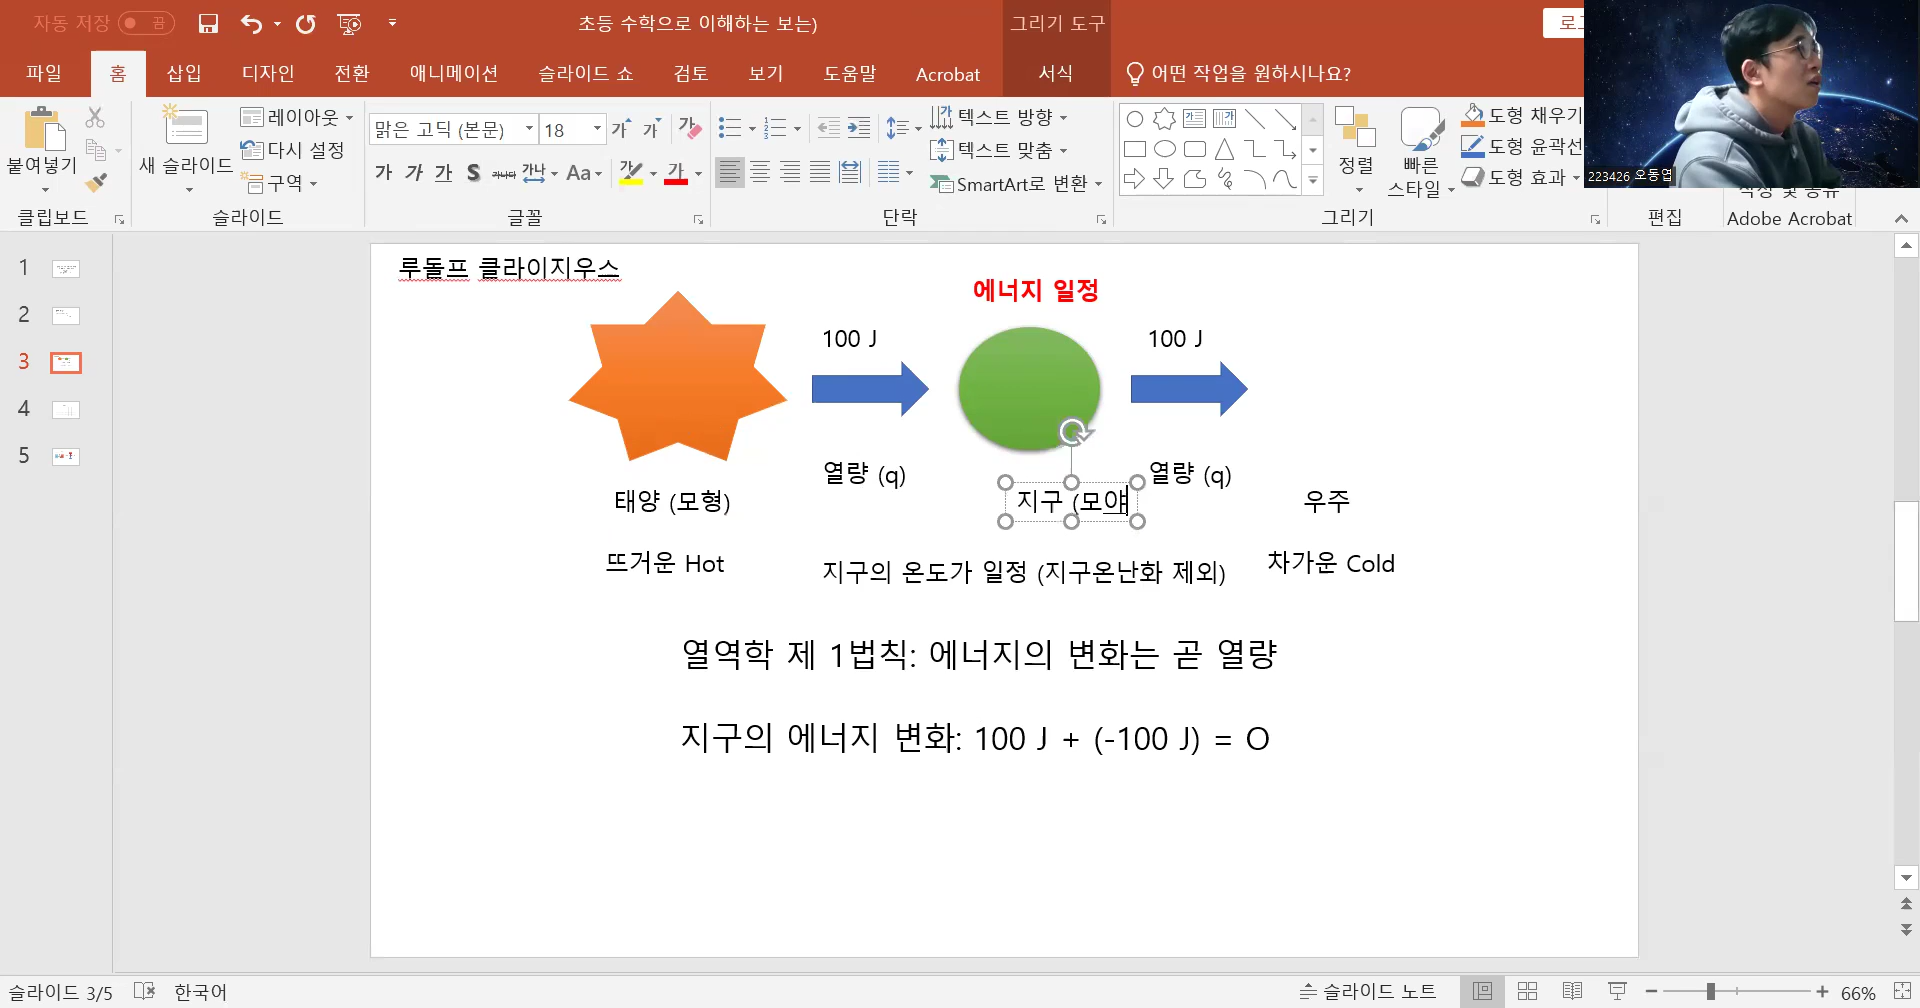 자동 저장 끔
초등 수학으로 이해하는 보는)
그리기 도구
파일 홈 삽입 디자인 전환 애니메이션 슬라이드 쇼 검토 보기 도움말 Acrobat 서식 어떤 작업을 원하시나요?
붙여넣기
새 슬라이드
레이아웃
다시 설정
구역
맑은 고딕 (본문) 18
텍스트 방향
텍스트 맞춤
SmartArt로 변환
정렬
빠른
스타일
도형 채우기
도형 윤곽선
도형 효과
223426 오동엽
클립보드 슬라이드 글꼴 단락 그리기 편집 Adobe Acrobat
1
2
3
4
5
루돌프 클라이지우스
에너지 일정
100 J
100 J
열량 (q)
열량 (q)
태양 (모형)
지구 (모야
우주
뜨거운 Hot
지구의 온도가 일정 (지구온난화 제외)
차가운 Cold
열역학 제 1법칙: 에너지의 변화는 곧 열량
지구의 에너지 변화: 100 J + (-100 J) = O
슬라이드 3/5 한국어 슬라이드 노트 66%